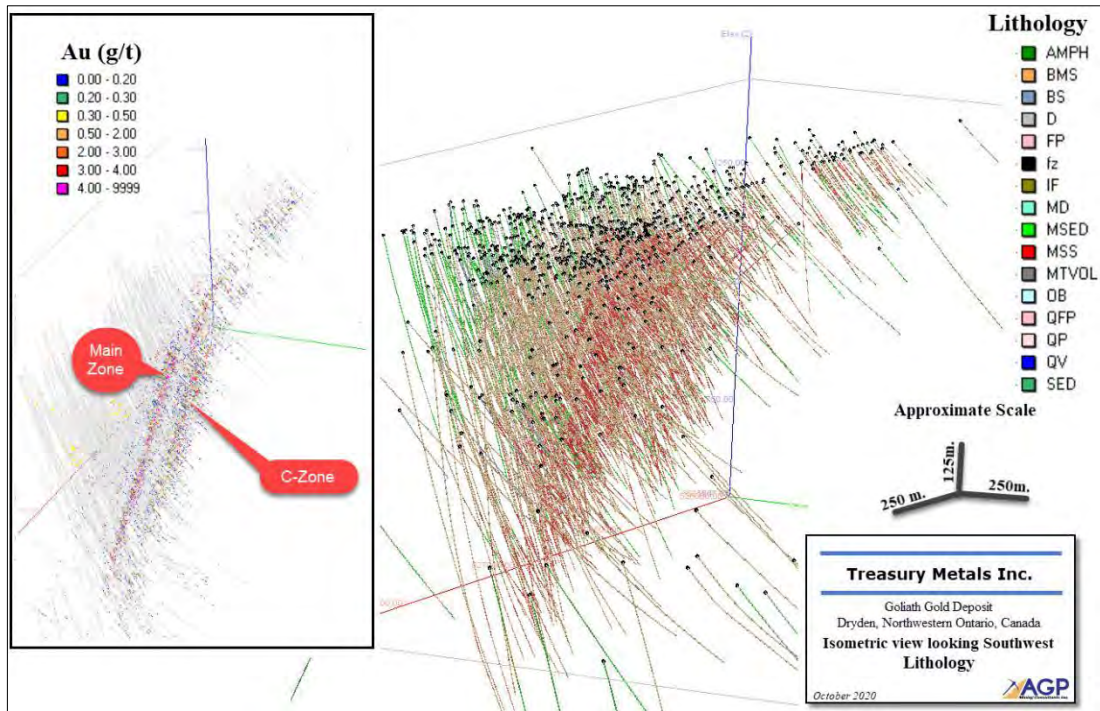 Au (g/t)
0.00 - 0.20
0.20 - 0.30
0.30 - 0.50
0.50 - 2.00
2.00 - 3.00
3.00 - 4.00
4.00 - 9999
Main
Zone
C-Zone
Elev (Z)
Lithology
AMPH
BMS
BS
D
FP
fz
IF
MD
MSED
MSS
MTVOL
OB
QFP
QP
QV
SED
Approximate Scale
125m.
250 m.
250m.
Treasury Metals Inc.
Goliath Gold Deposit
Dryden, Northwestern Ontario, Canada
Isometric view looking Southwest
Lithology
October 2020
AGP